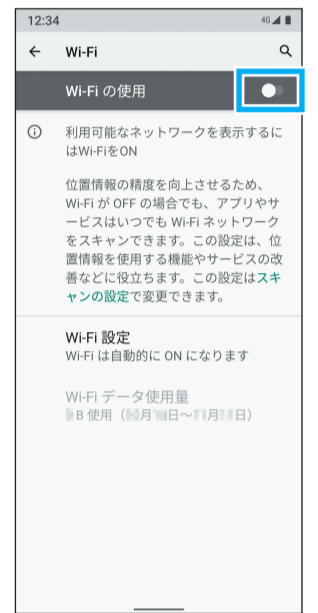 12:34
4G
Wi-Fi
Wi-Fi の使用
利用可能なネットワークを表示するに
はWi-FiをON
位置情報の精度を向上させるため、
Wi-Fi が OFF の場合でも、アプリやサ
ービスはいつでも Wi-Fi ネットワーク
をスキャンできます。この設定は、位
置情報を使用する機能やサービスの改
善などに役立ちます。この設定はスキ
ャンの設定で変更できます。
Wi-Fi 設定
Wi-Fi は自動的に ON になります
Wi-Fi データ使用量
B 使用（月日～月日）